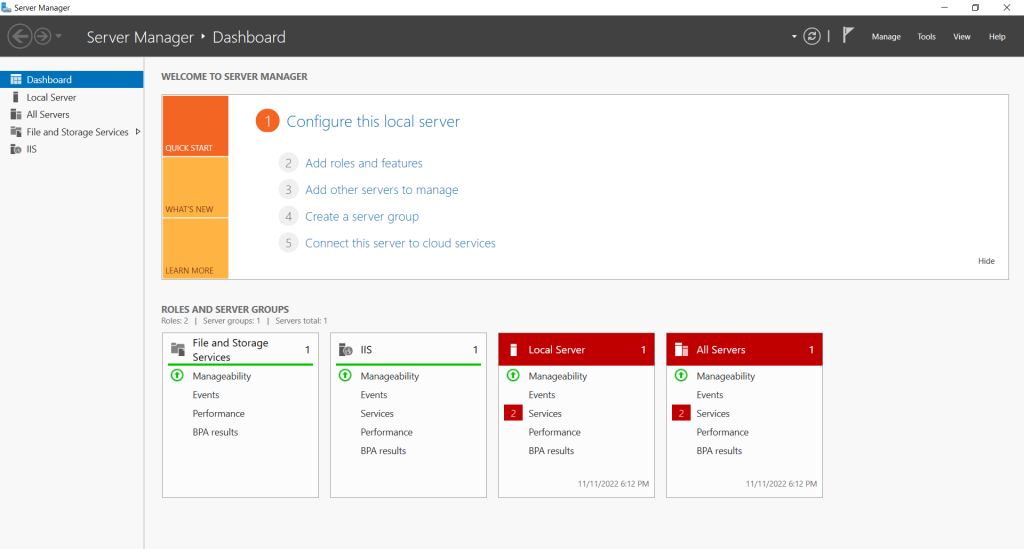 Server Manager
Server Manager ‣ Dashboard
Manage Tools View Help
Dashboard
Local Server
All Servers
File and Storage Services
IIS
WELCOME TO SERVER MANAGER
QUICK START
WHAT'S NEW
LEARN MORE
1 Configure this local server
2 Add roles and features
3 Add other servers to manage
4 Create a server group
5 Connect this server to cloud services
Hide
ROLES AND SERVER GROUPS
Roles: 2 | Server groups: 1 | Servers total: 1
File and Storage
Services 1
Manageability
Events
Performance
BPA results
IIS 1
Manageability
Events
Services
Performance
BPA results
Local Server 1
Manageability
Events
2 Services
Performance
BPA results
11/11/2022 6:12 PM
All Servers 1
Manageability
Events
2 Services
Performance
BPA results
11/11/2022 6:12 PM